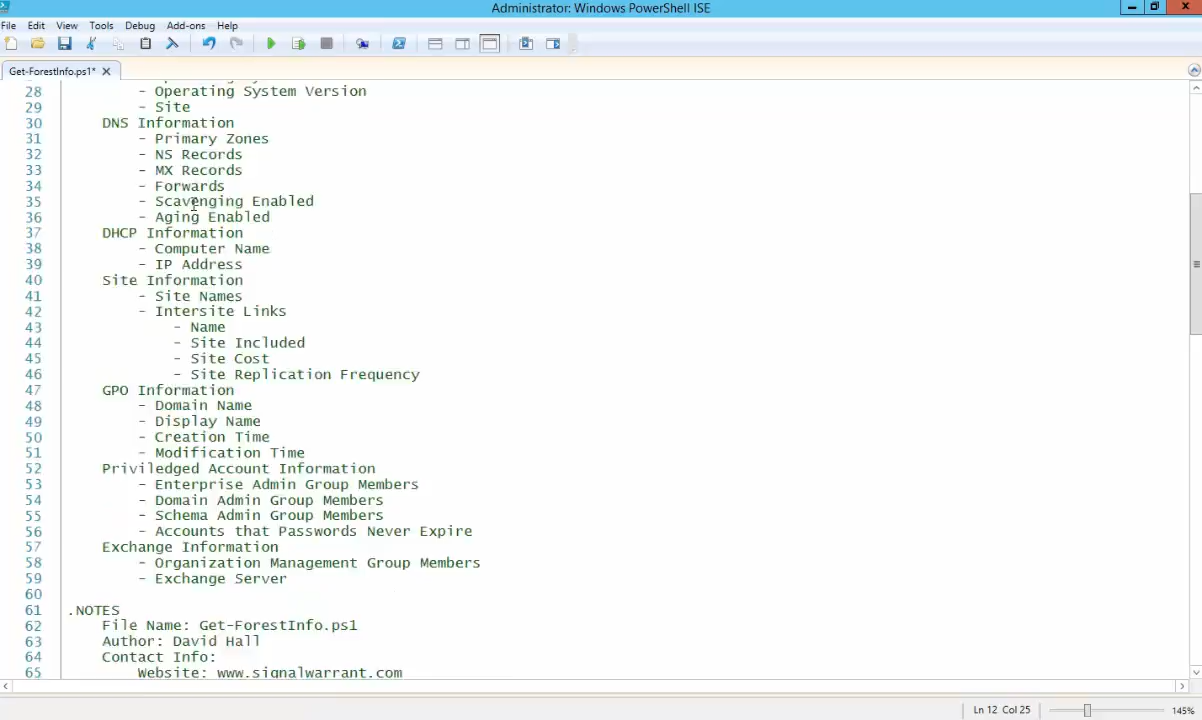 Administrator: Windows PowerShell ISE
File Edit View Tools Debug Add-ons Help
Get-ForestInfo.ps1* X
28 - Operating System Version
29 - Site
30 DNS Information
31 - Primary Zones
32 - NS Records
33 - MX Records
34 - Forwards
35 - Scavenging Enabled
36 - Aging Enabled
37 DHCP Information
38 - Computer Name
39 - IP Address
40 Site Information
41 - Site Names
42 - Intersite Links
43 - Name
44 - Site Included
45 - Site Cost
46 - Site Replication Frequency
47 GPO Information
48 - Domain Name
49 - Display Name
50 - Creation Time
51 - Modification Time
52 Priviledged Account Information
53 - Enterprise Admin Group Members
54 - Domain Admin Group Members
55 - Schema Admin Group Members
56 - Accounts that Passwords Never Expire
57 Exchange Information
58 - Organization Management Group Members
59 - Exchange Server
60
61 .NOTES
62 File Name: Get-ForestInfo.ps1
63 Author: David Hall
64 Contact Info:
65 Website: www.signalwarrant.com
Ln 12 Col 25 145%